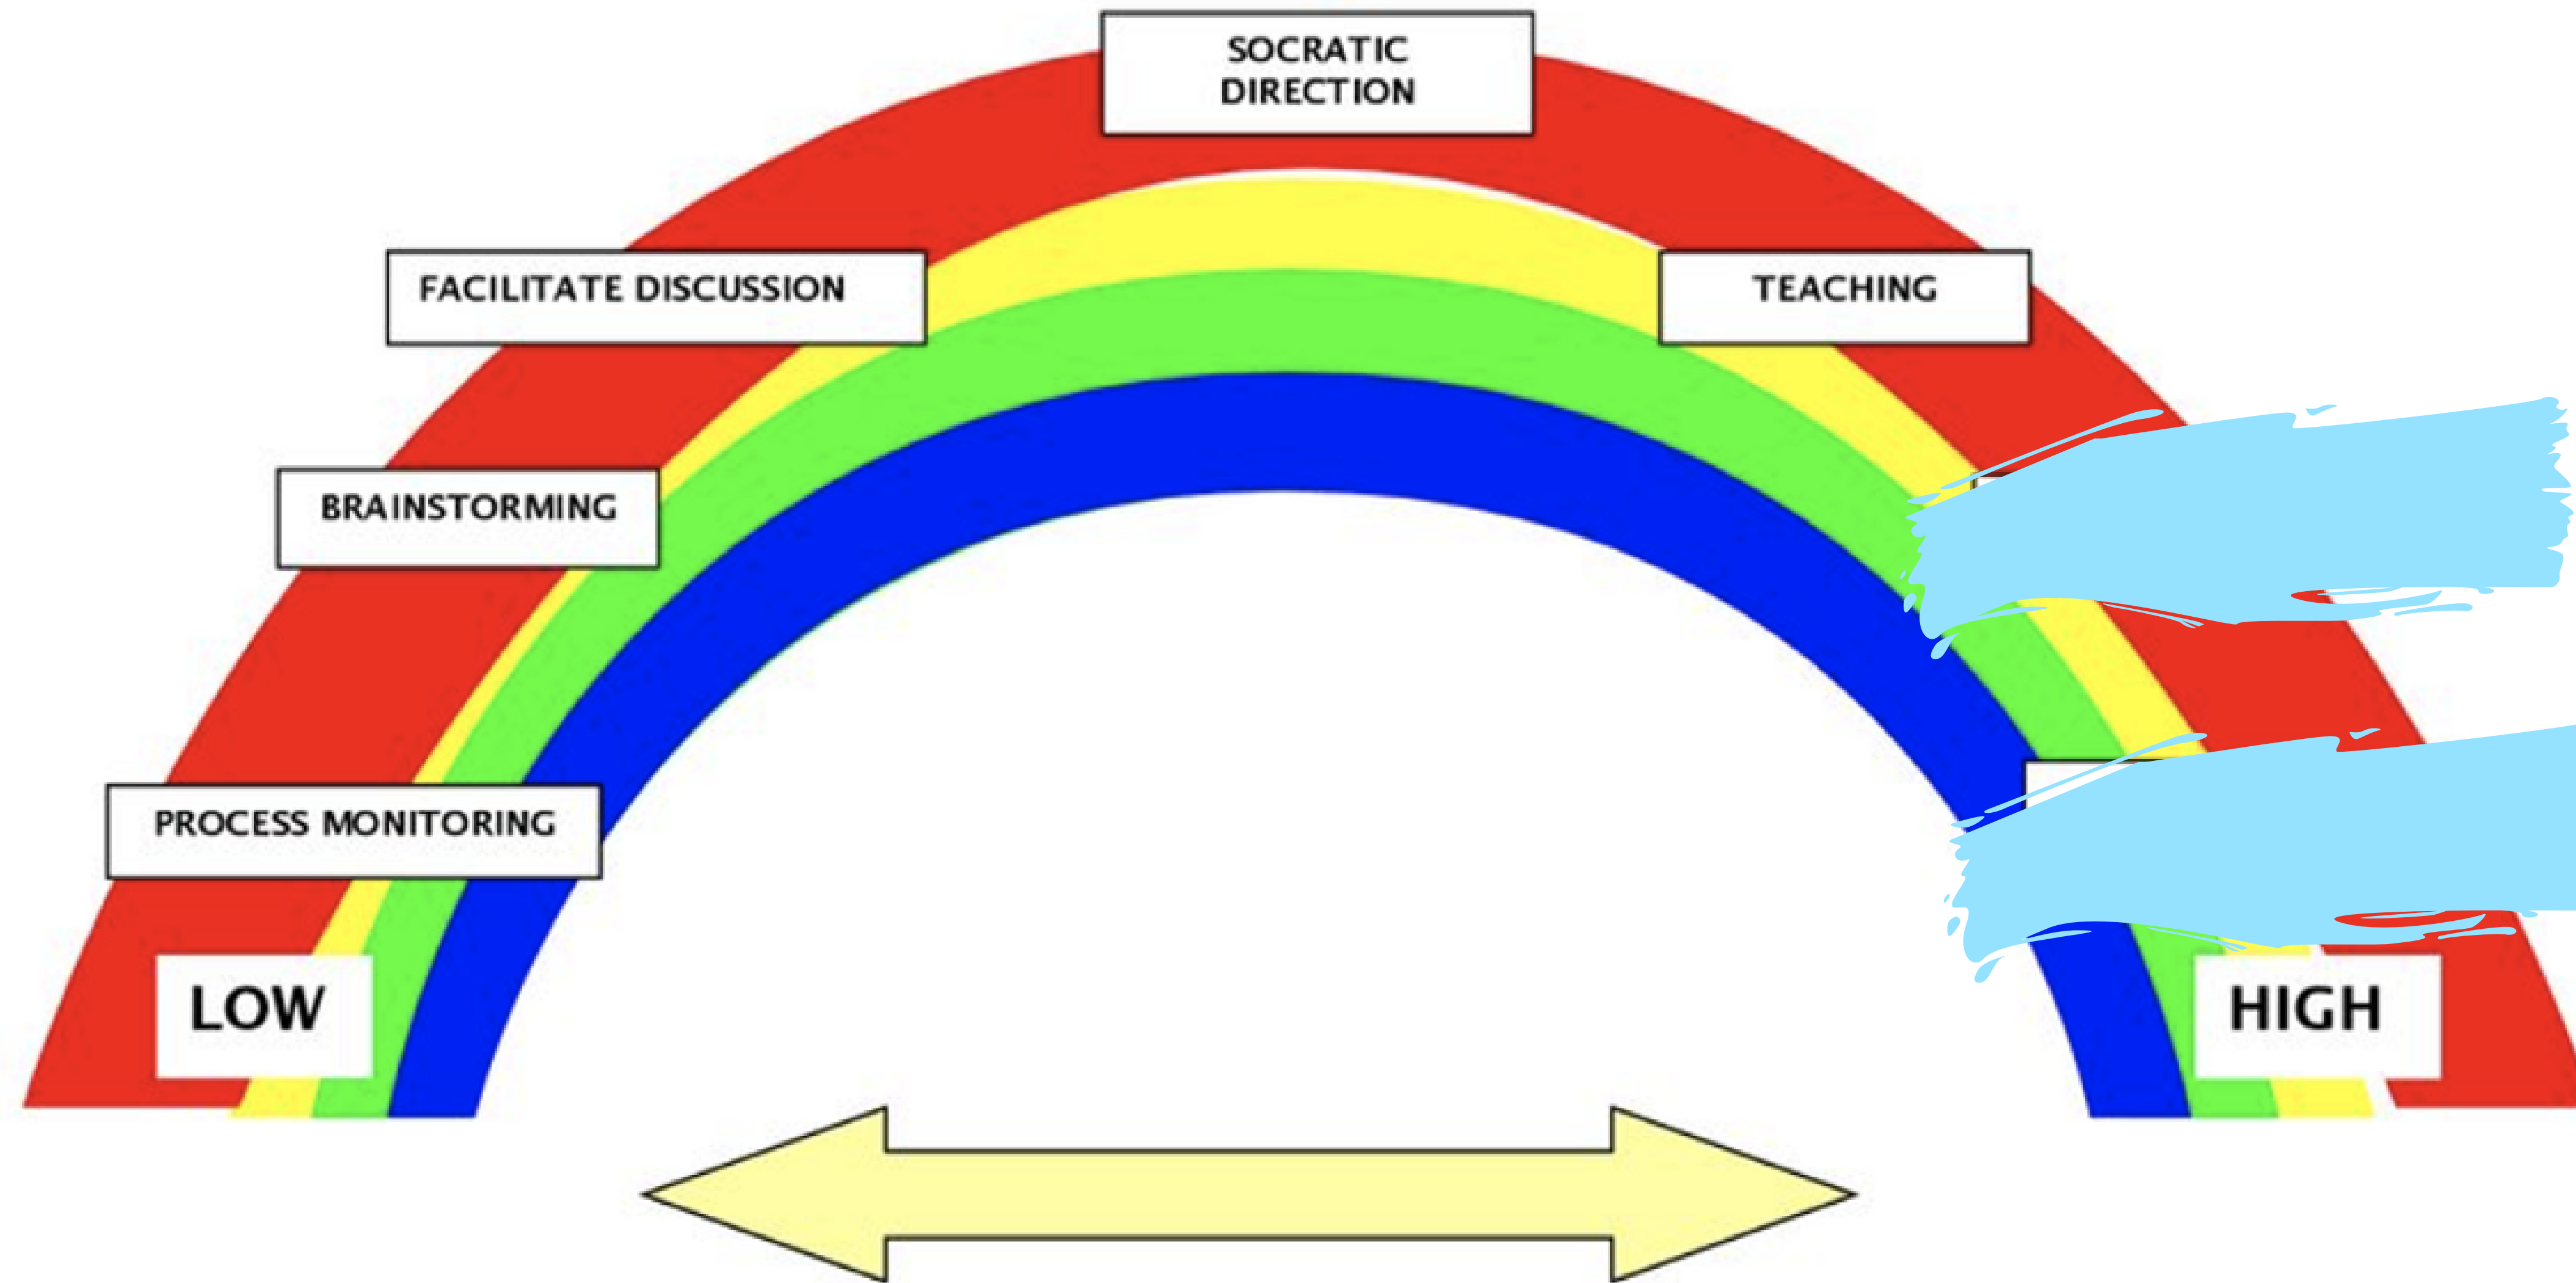 SOCRATIC
DIRECTION
FACILITATE DISCUSSION
TEACHING
BRAINSTORMING
PROCESS MONITORING
LOW
HIGH